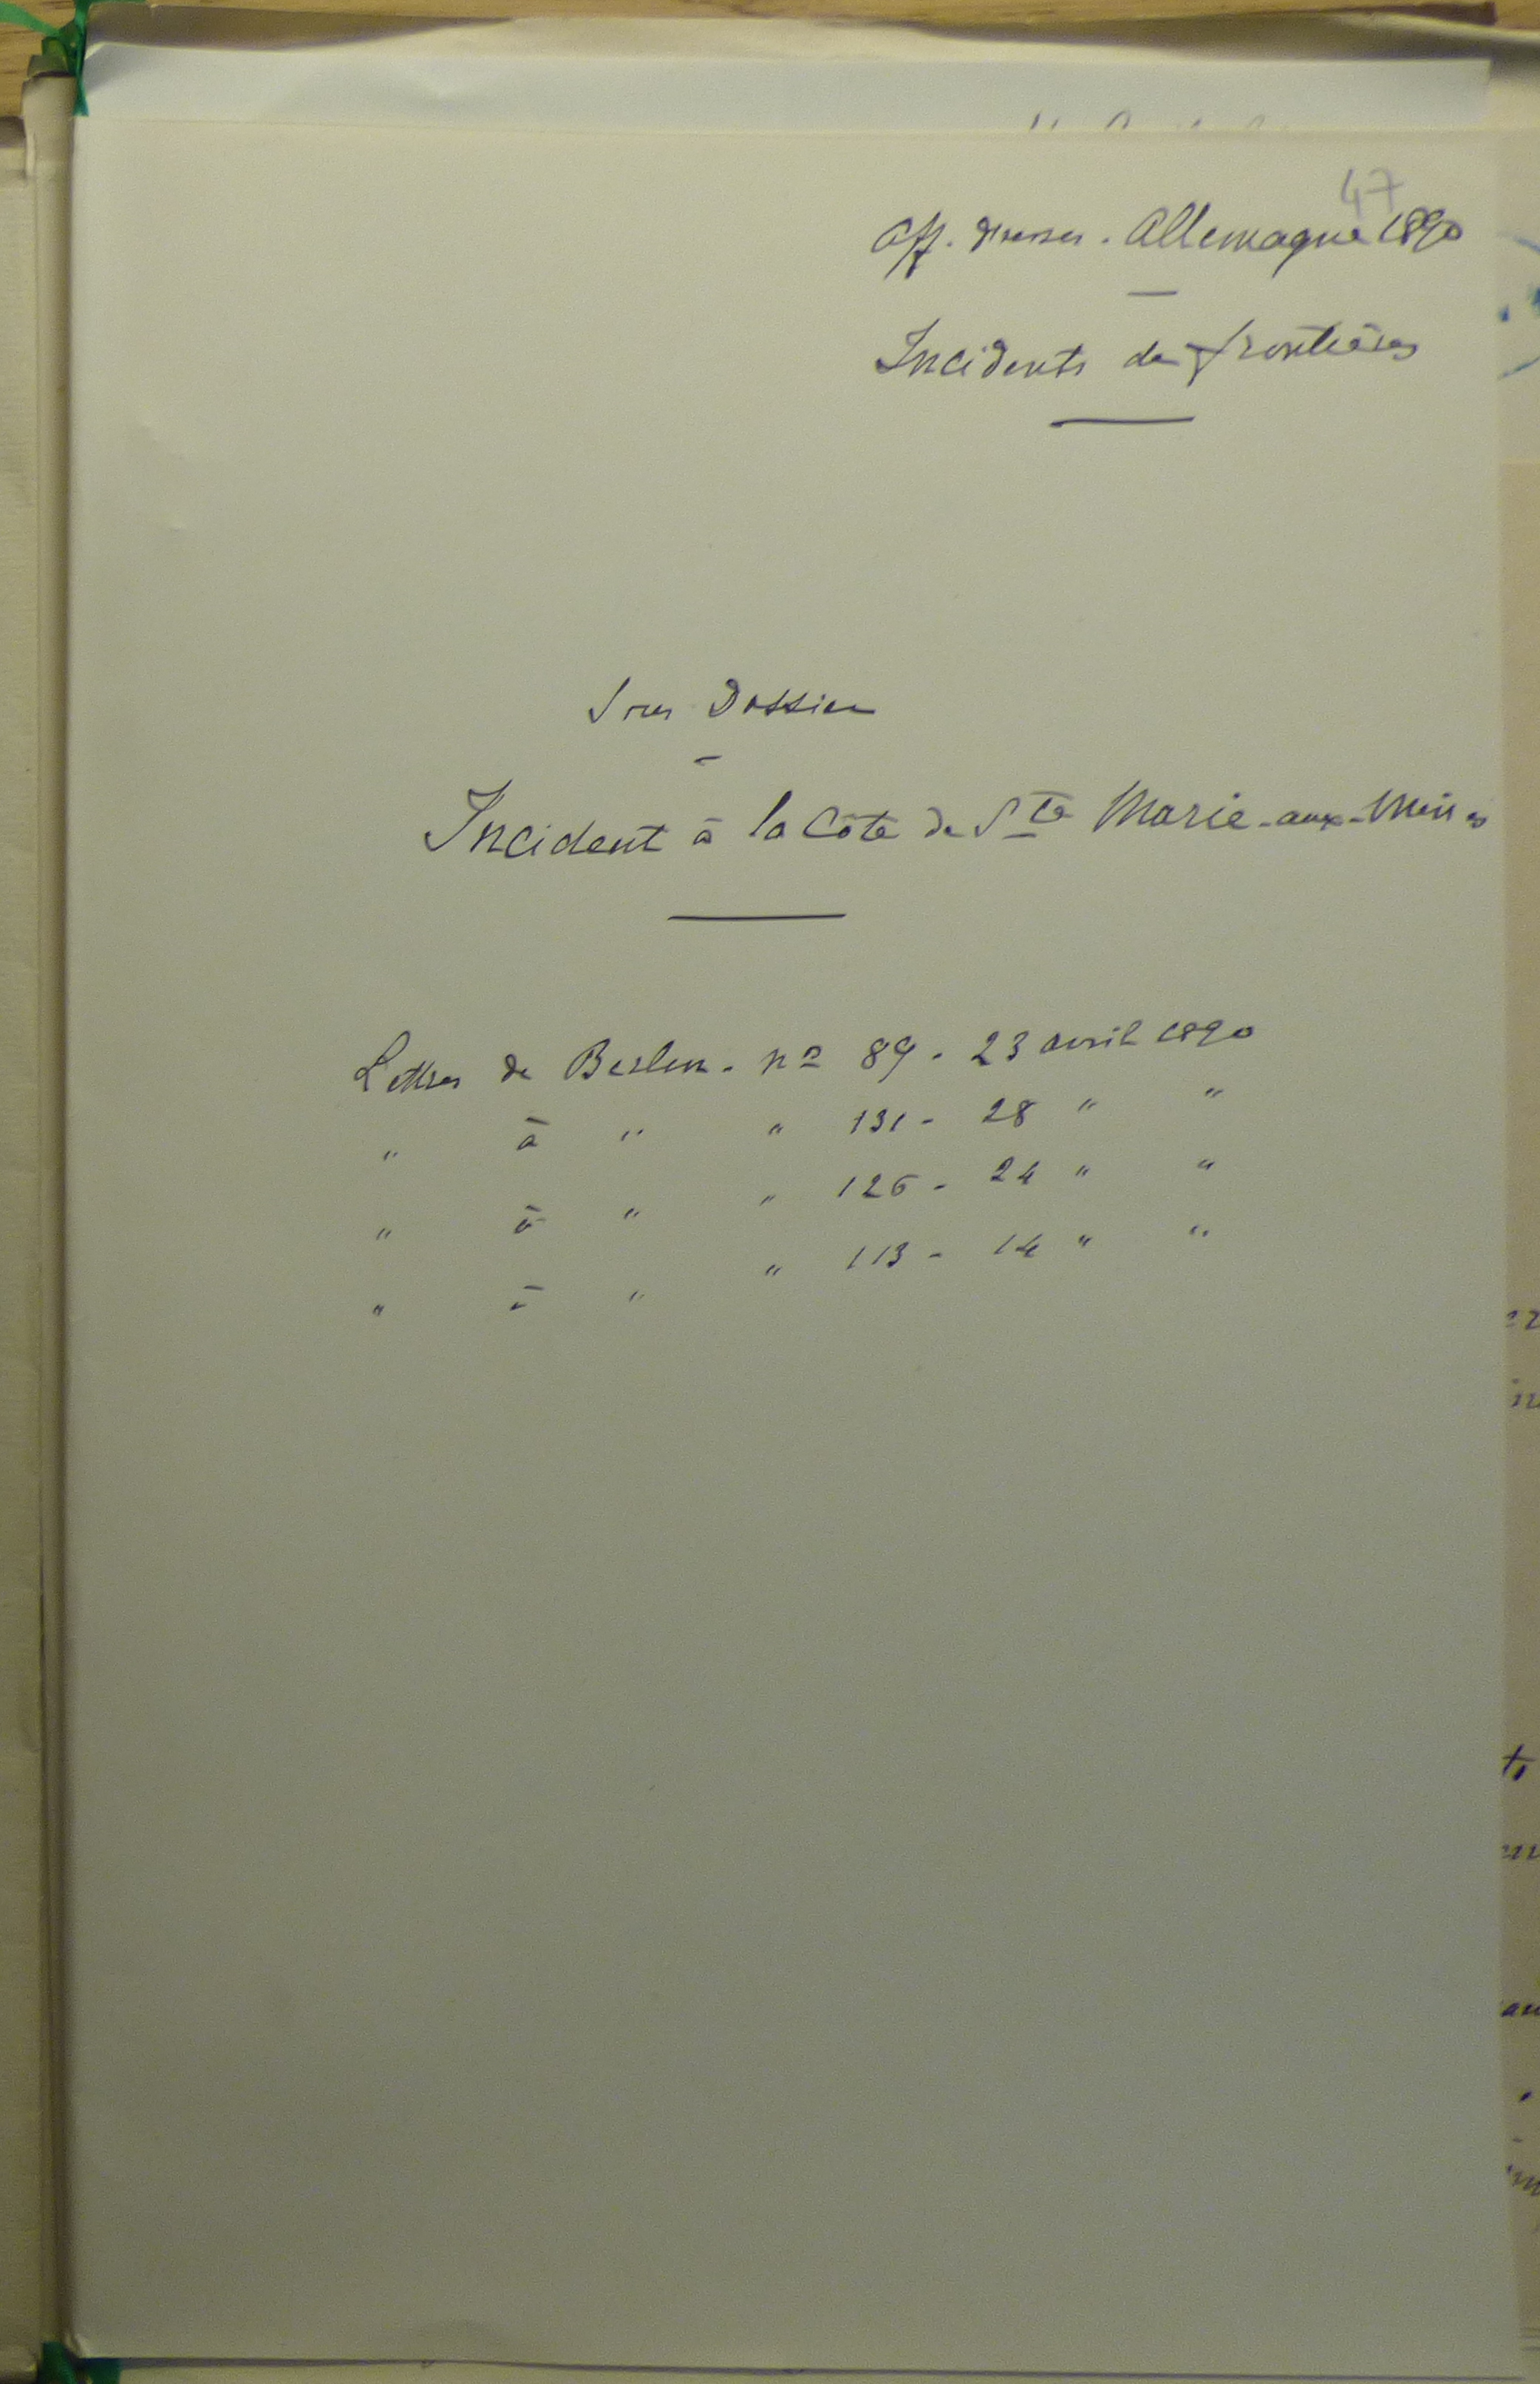 47
Aff. diverses. Allemagne 1890
Incidents de frontières
Sous Dossier
Incident à la Côte de Ste Marie-aux-Mines
Lettres de Berlin. no 89. 23 avril 1890
" à " " 131 - 28 " "
" à " " 126 - 24 " "
" à " " 113 - 14 " "